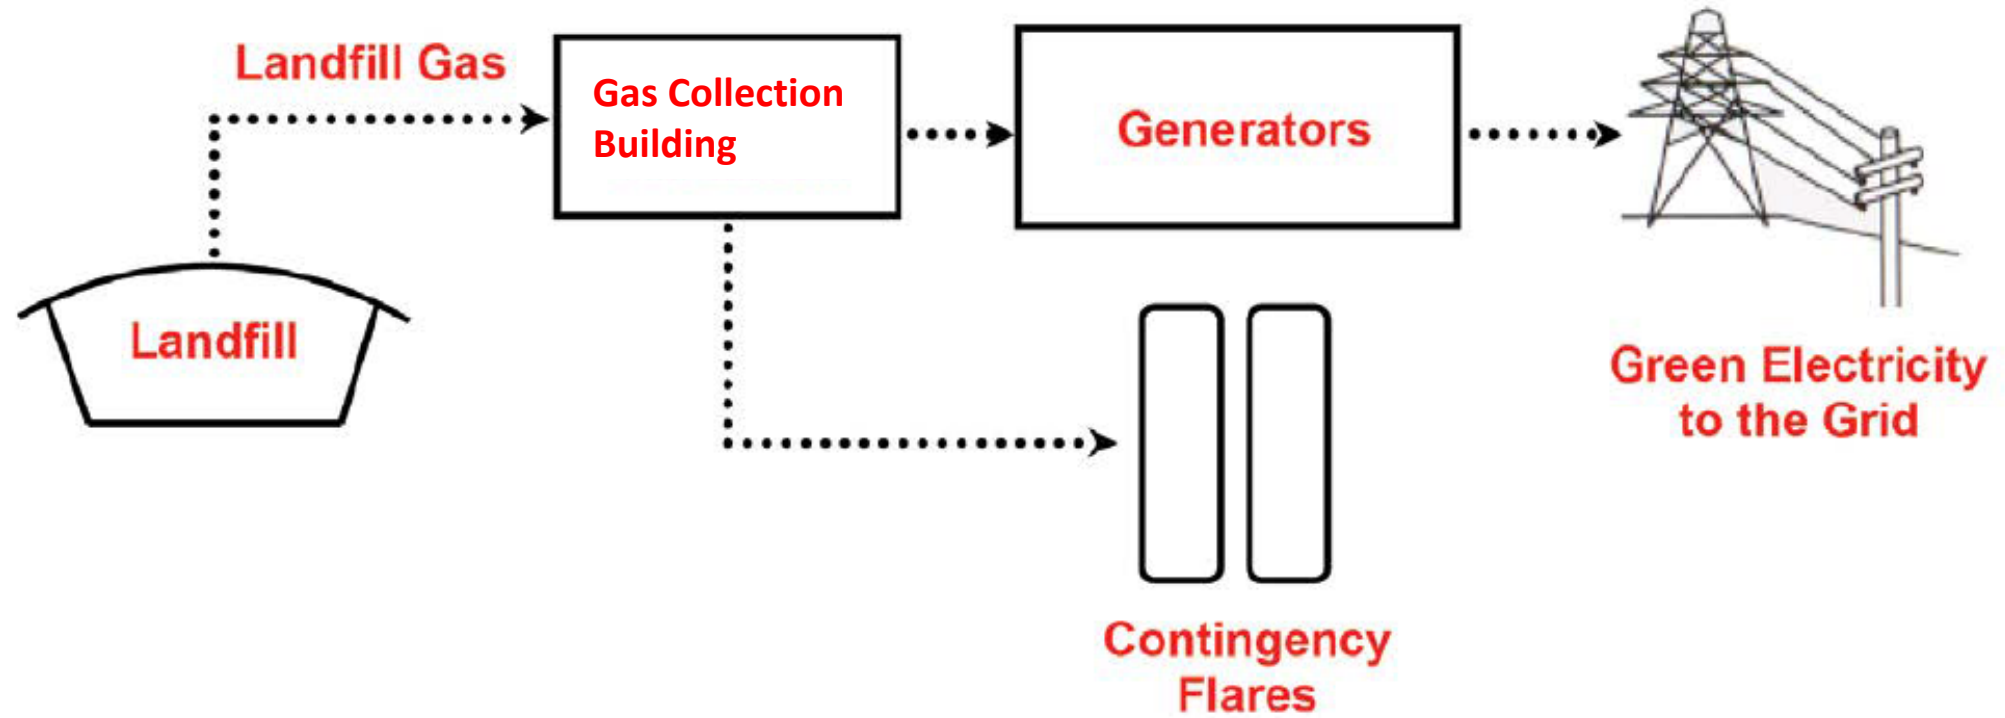 Landfill Gas
Gas Collection
Building
Generators
Landfill
Green Electricity
to the Grid
Contingency
Flares